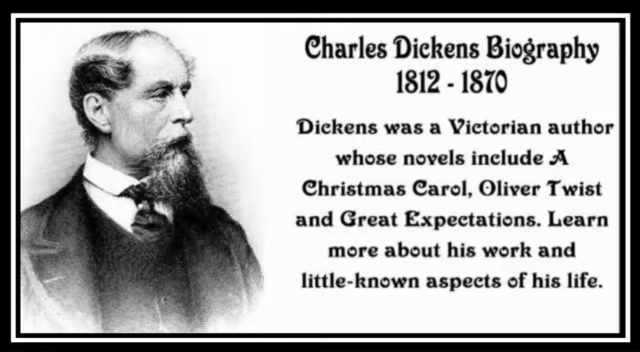 Charles Dickens Biography
1812 - 1870
Dickens was a Victorian author
whose novels include A
Christmas Carol, Oliver Twist
and Great Expectations. Learn
more about his work and
little-known aspects of his life.